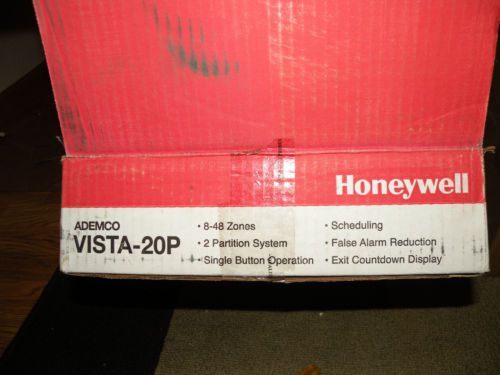 Honeywell
ADEMCO
VISTA-20P
• 8-48 Zones
• 2 Partition System
• Single Button Operation
• Scheduling
• False Alarm Reduction
• Exit Countdown Display